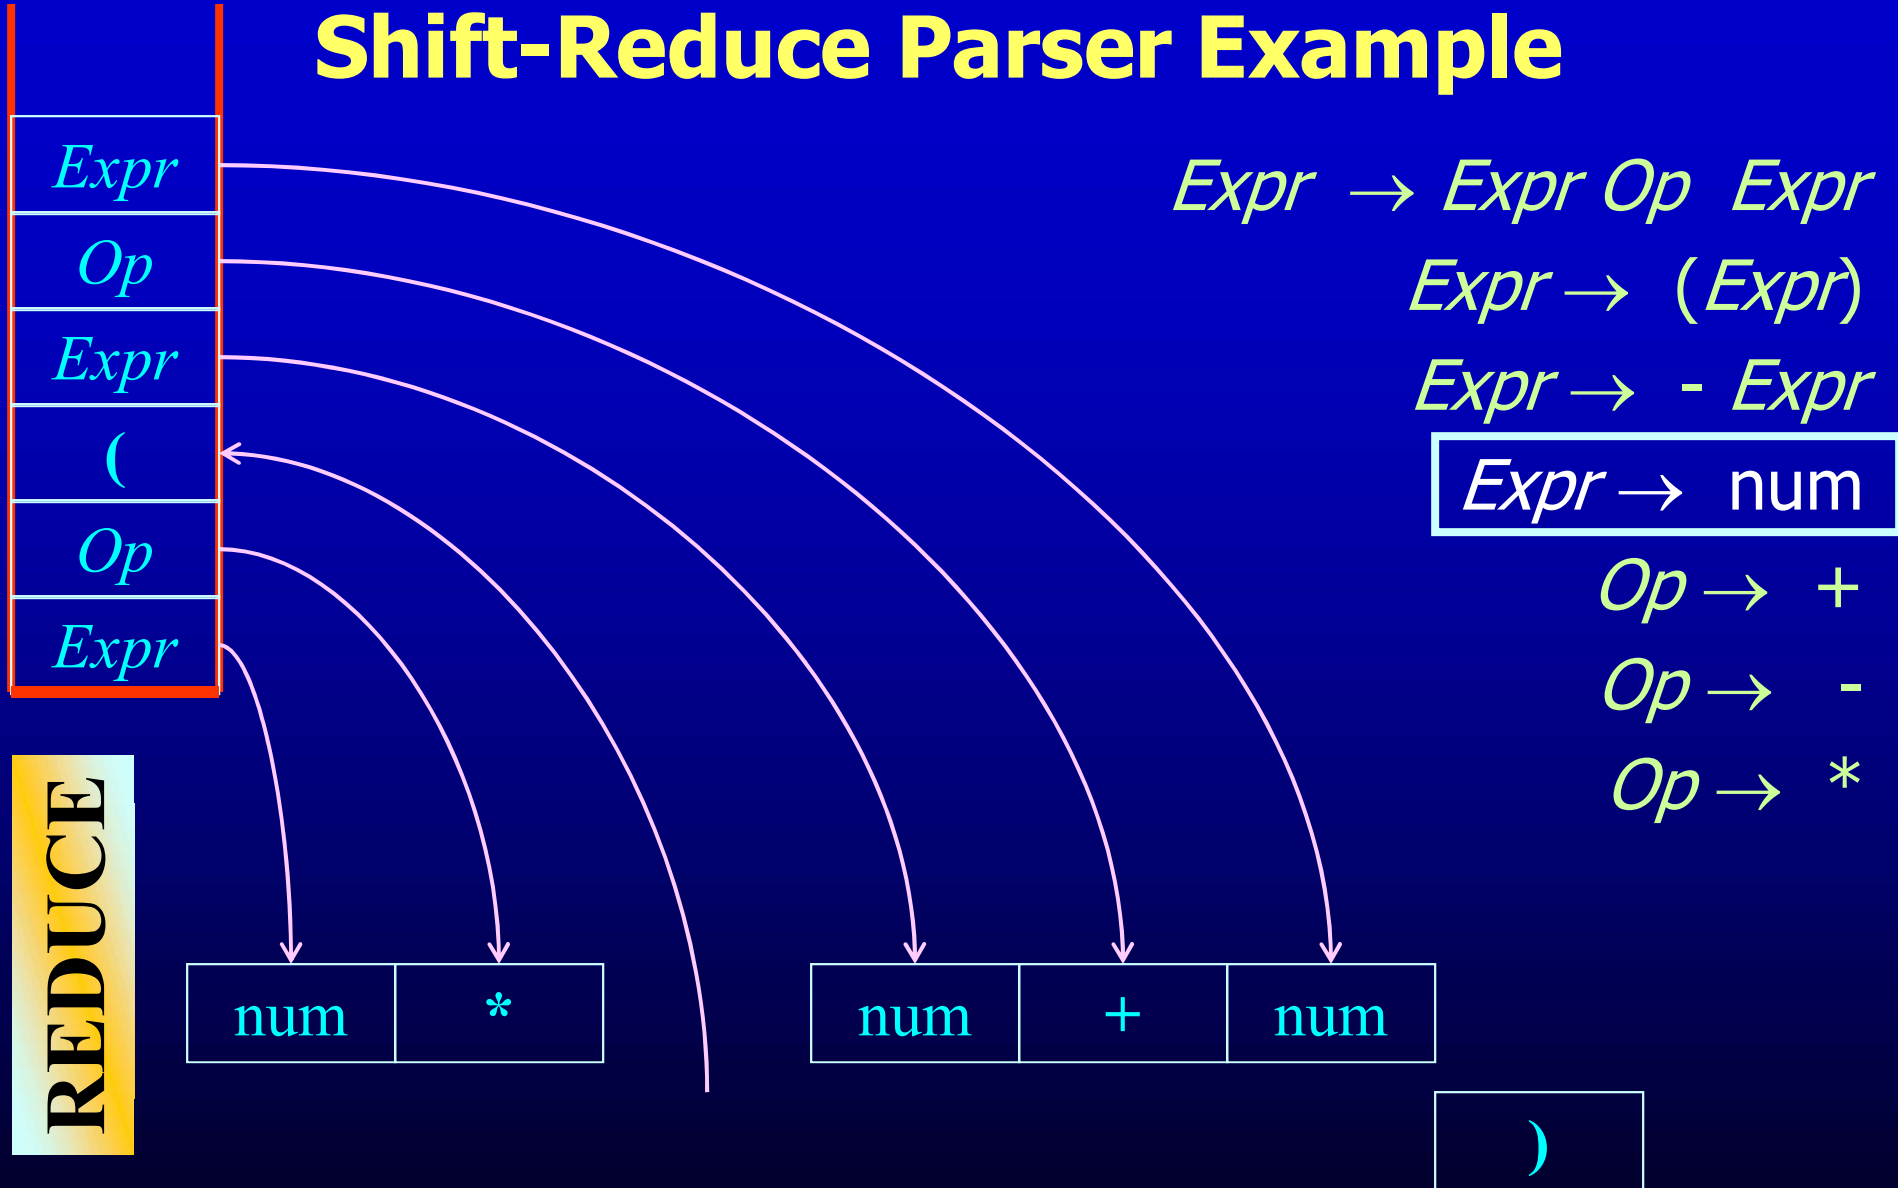 Shift-Reduce Parser Example
Expr
Op
Expr
(
Op
Expr
Expr → Expr Op Expr
Expr → (Expr)
Expr → - Expr
Expr → num
Op → +
Op → -
Op → *
REDUCE
num * num + num
)